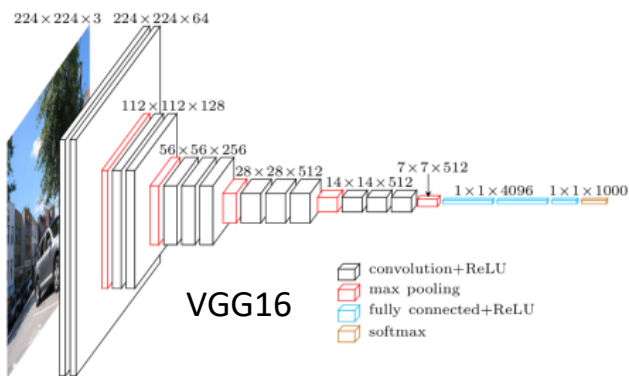 224×224×3
224×224×64
112×112×128
56×56×256
28×28×512
14×14×512
7×7×512
1×1×4096
1×1×1000
convolution+ReLU
max pooling
fully connected+ReLU
softmax
VGG16